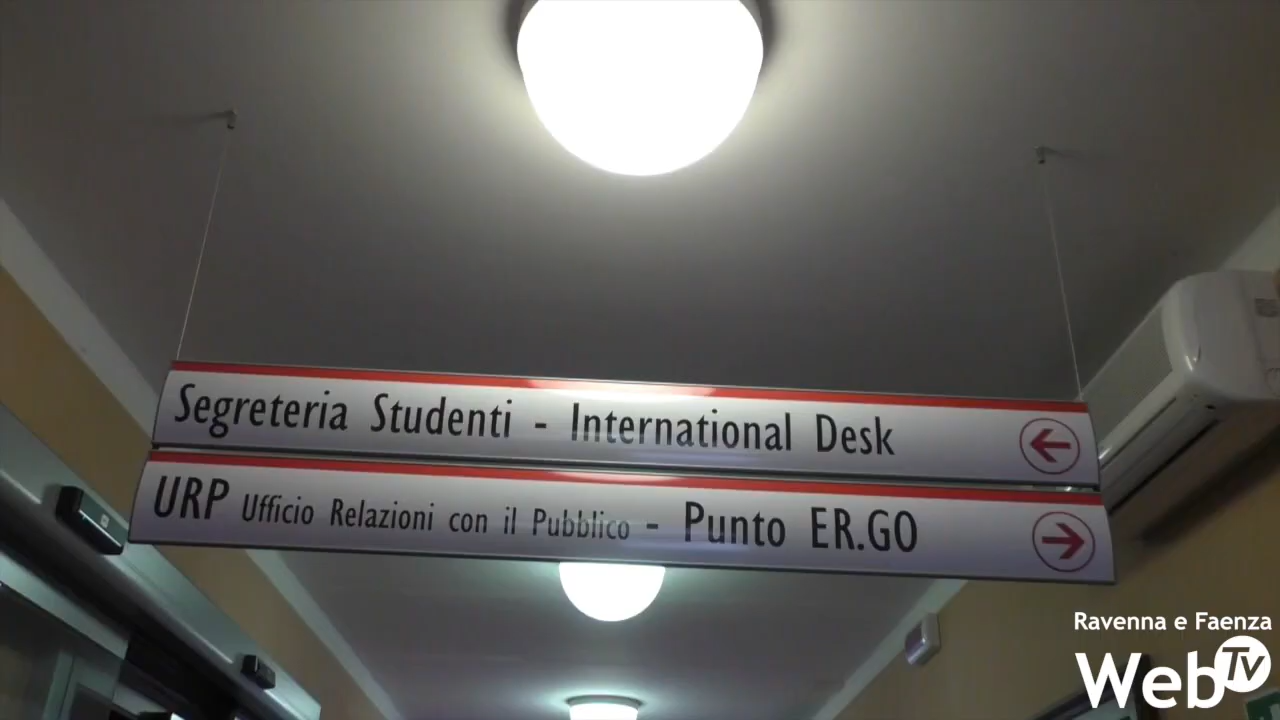 Segreteria Studenti - International Desk
URP Ufficio Relazioni con il Pubblico - Punto ER.GO
Ravenna e Faenza
Web TV